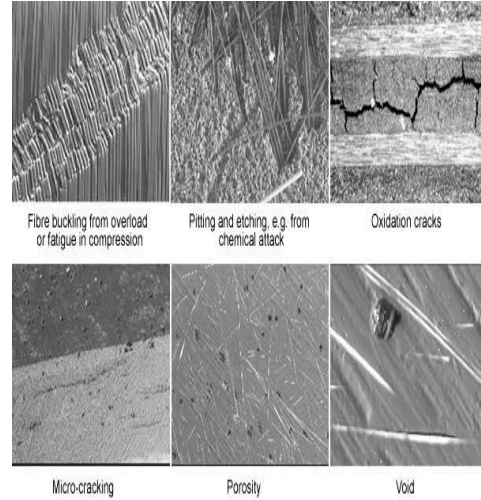 Fibre buckling from overload
or fatigue in compression
Pitting and etching, e.g. from
chemical attack
Oxidation cracks
Micro-cracking
Porosity
Void